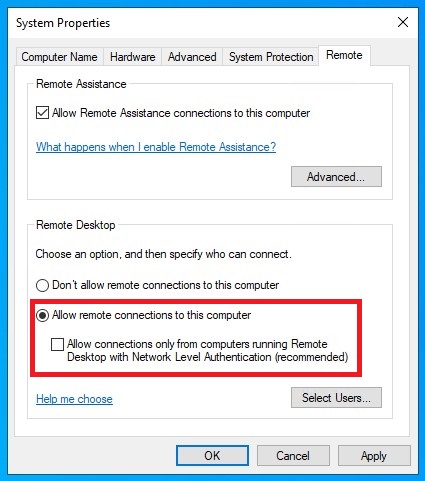 System Properties
Computer Name
Hardware
Advanced
System Protection
Remote
Remote Assistance
Allow Remote Assistance connections to this computer
What happens when I enable Remote Assistance?
Advanced...
Remote Desktop
Choose an option, and then specify who can connect.
Don't allow remote connections to this computer
Allow remote connections to this computer
Allow connections only from computers running Remote
Desktop with Network Level Authentication (recommended)
Help me choose
Select Users...
OK
Cancel
Apply